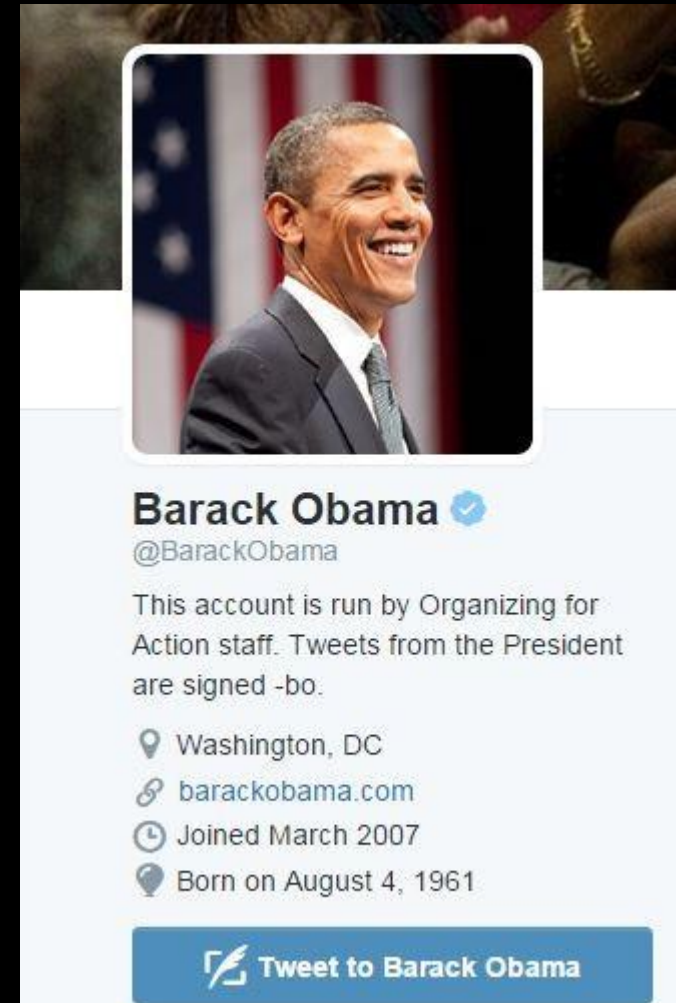 Barack Obama
@BarackObama
This account is run by Organizing for
Action staff. Tweets from the President
are signed -bo.
Washington, DC
barackobama.com
Joined March 2007
Born on August 4, 1961
Tweet to Barack Obama